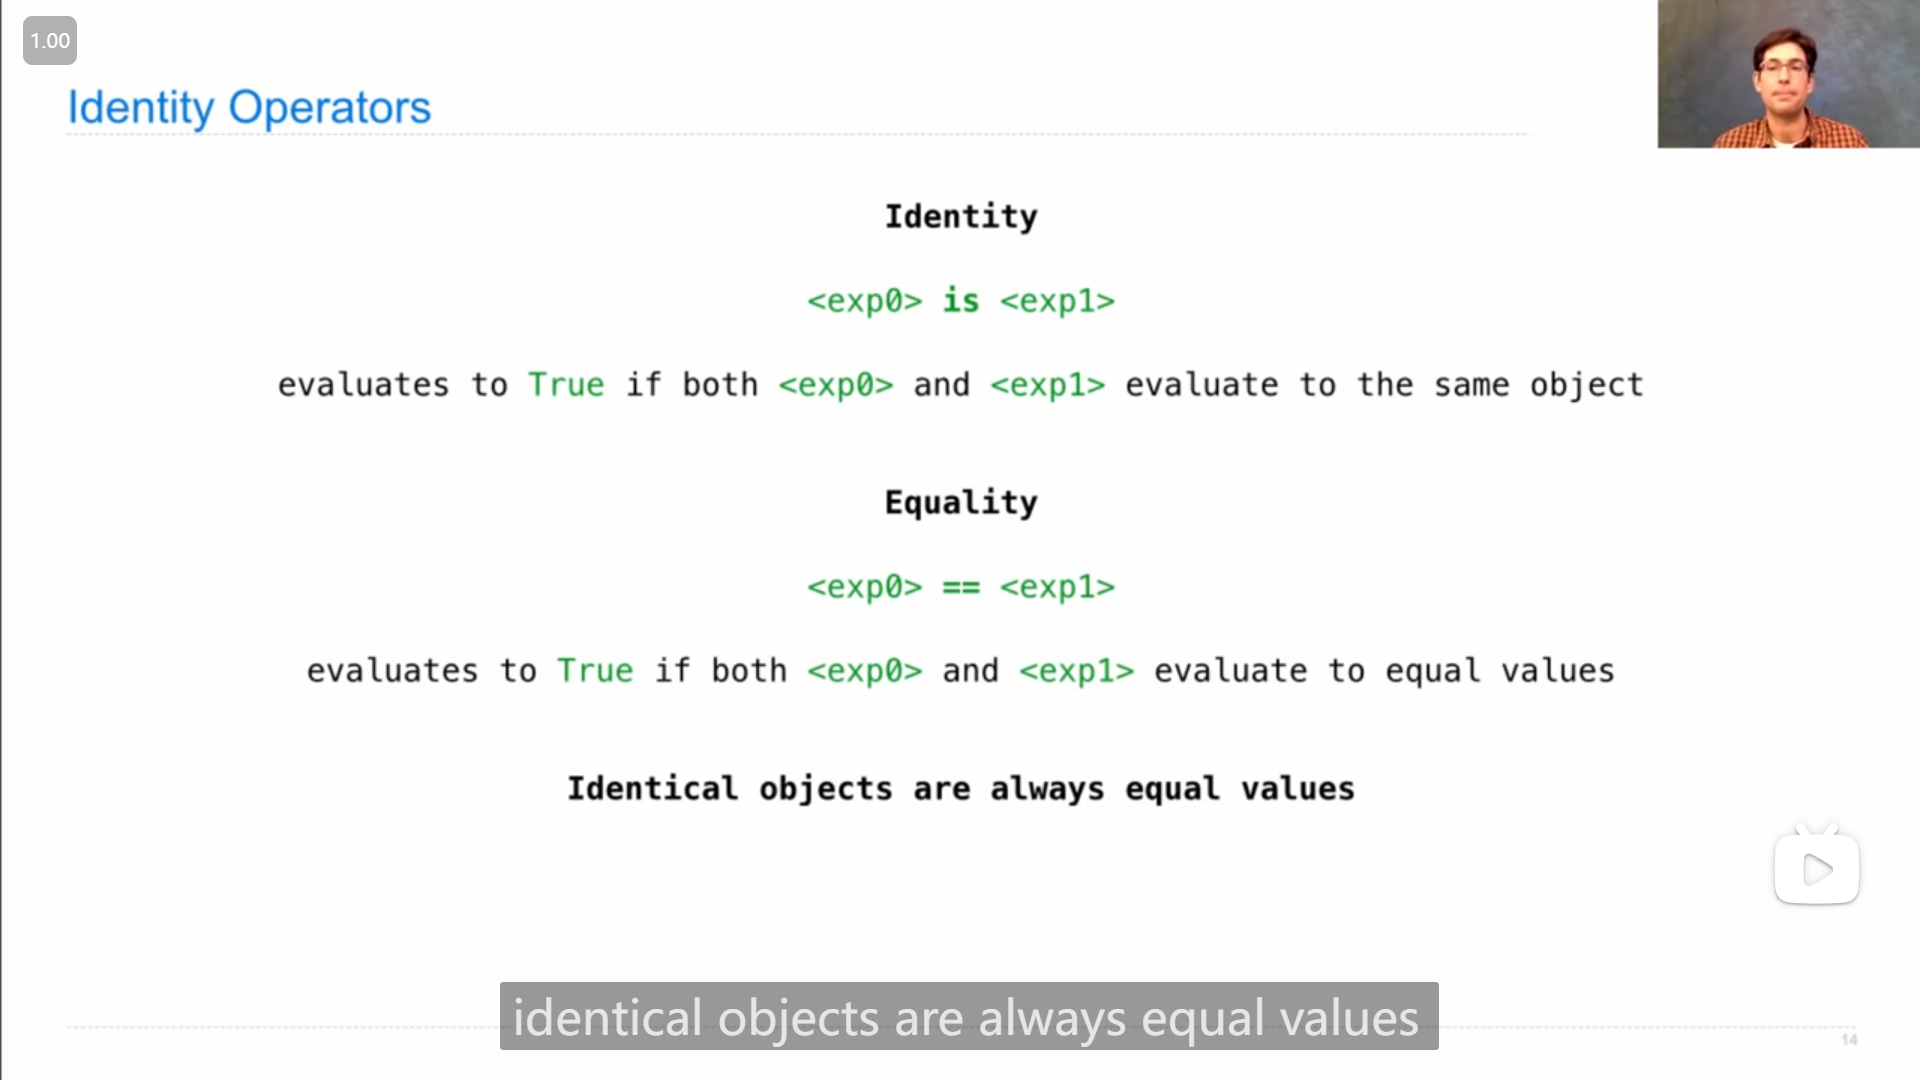 1.00
Identity Operators
Identity
<exp0> is <exp1>
evaluates to True if both <exp0> and <exp1> evaluate to the same object
Equality
<exp0> == <exp1>
evaluates to True if both <exp0> and <exp1> evaluate to equal values
Identical objects are always equal values
identical objects are always equal values
14